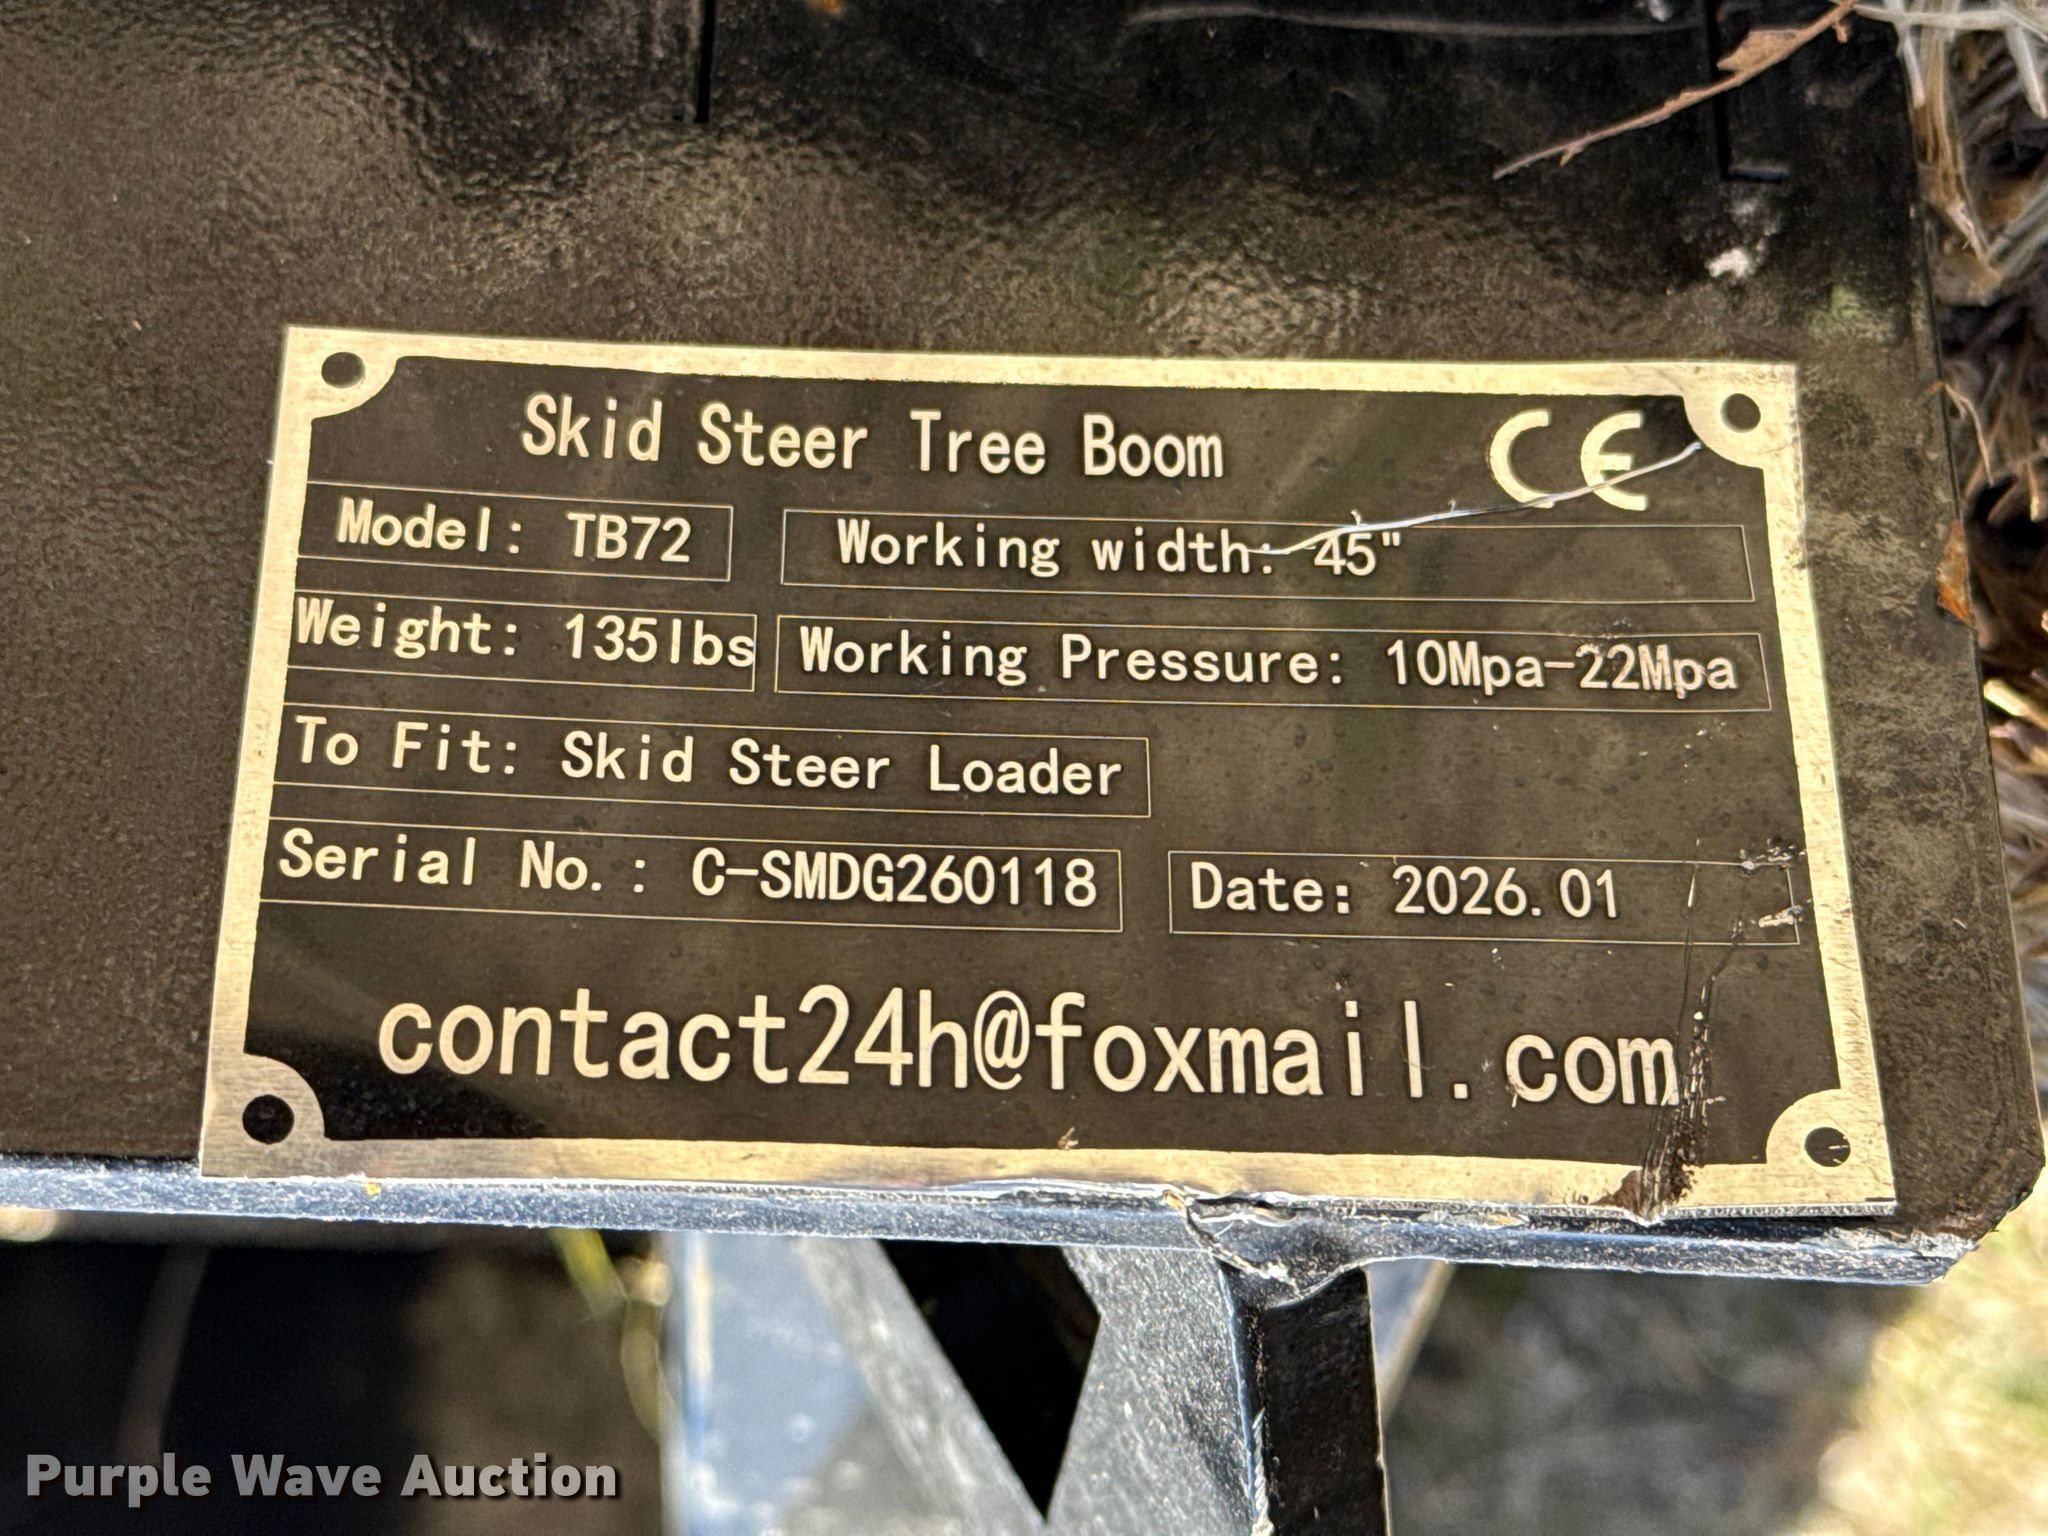 Skid Steer Tree Boom CE
Model: TB72 Working width: 45"
Weight: 135lbs Working Pressure: 10Mpa-22Mpa
To Fit: Skid Steer Loader
Serial No.: C-SMDG260118 Date: 2026.01
contact24h@foxmail.com
Purple Wave Auction